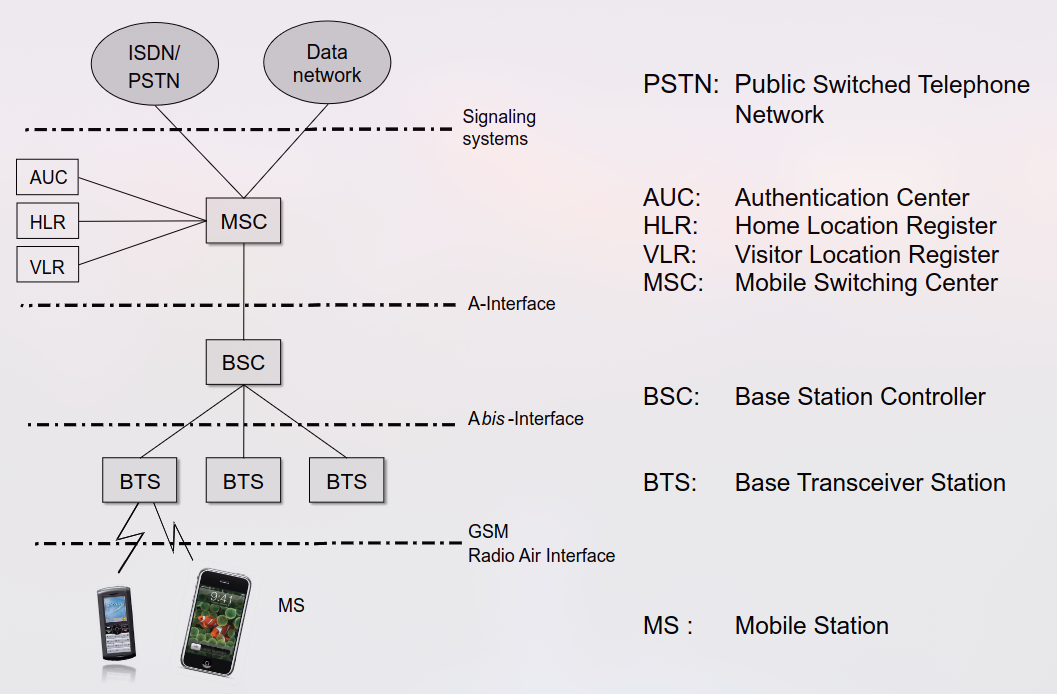 ISDN/
PSTN
Data
network
Signaling
systems
AUC
HLR
VLR
MSC
A-Interface
BSC
Abis-Interface
BTS BTS BTS
GSM
Radio Air Interface
9:41
MS
PSTN: Public Switched Telephone
Network
AUC: Authentication Center
HLR: Home Location Register
VLR: Visitor Location Register
MSC: Mobile Switching Center
BSC: Base Station Controller
BTS: Base Transceiver Station
MS : Mobile Station